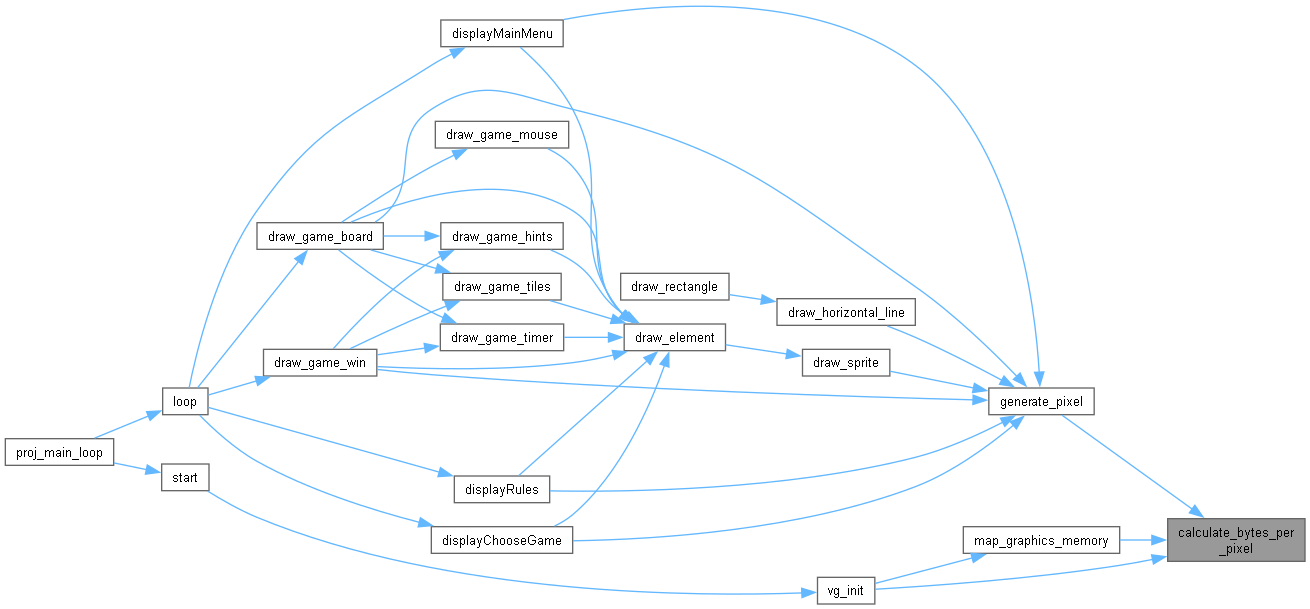 displayMainMenu
draw_game_mouse
draw_game_board
draw_game_hints
draw_game_tiles
draw_rectangle
draw_horizontal_line
draw_game_timer
draw_element
draw_game_win
draw_sprite
loop
generate_pixel
proj_main_loop
start
displayRules
displayChooseGame
map_graphics_memory
calculate_bytes_per
_pixel
vg_init